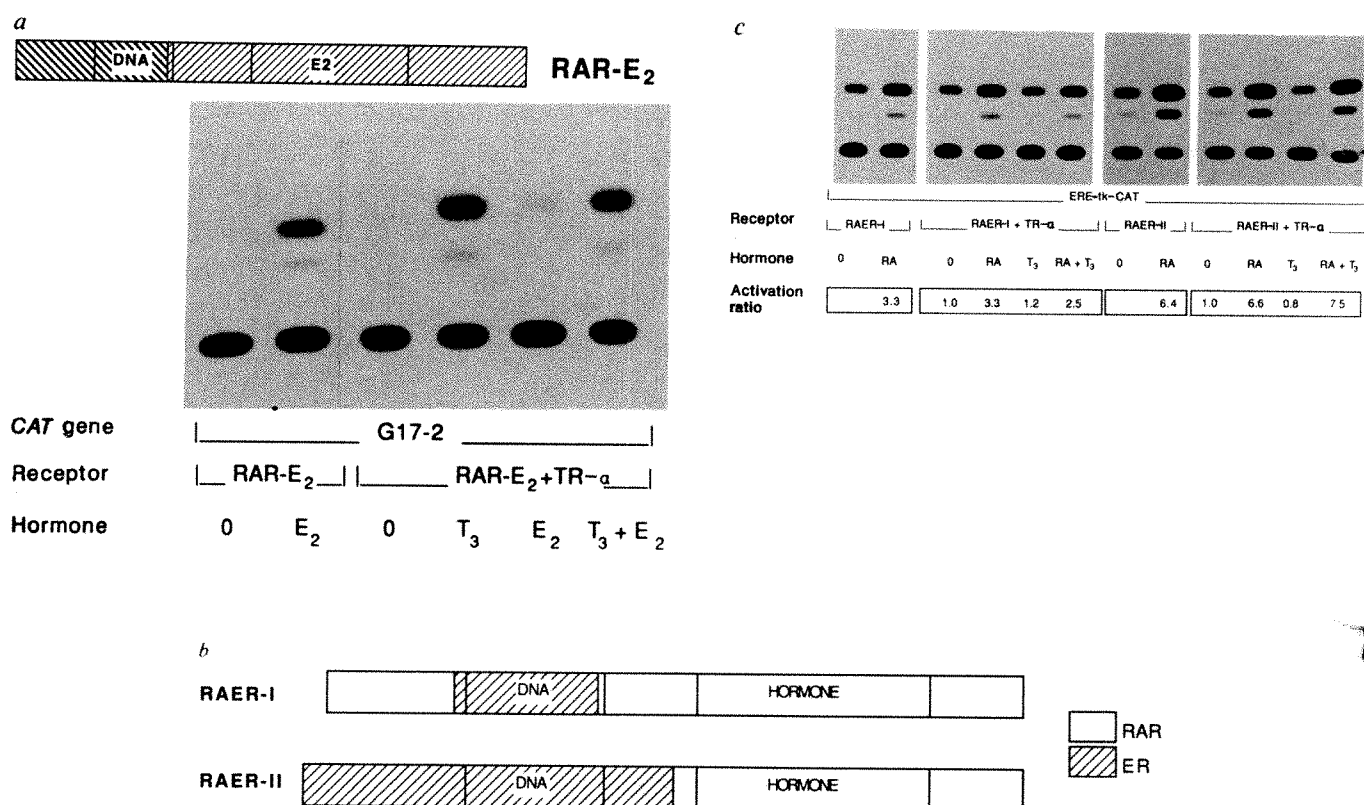 a
DNA E2 RAR-E2
CAT gene G17-2
Receptor RAR-E2 RAR-E2+TR-α
Hormone 0 E2 0 T3 E2 T3 + E2
c
ERE-tk-CAT
Receptor RAER-I RAER-I + TR-α RAER-II RAER-II + TR-α
Hormone 0 RA 0 RA T3 RA + T3 0 RA 0 RA T3 RA + T3
Activation
ratio 3.3 1.0 3.3 1.2 2.5 6.4 1.0 6.6 0.8 7.5
b
RAER-I DNA HORMONE
RAR
ER
RAER-II DNA HORMONE